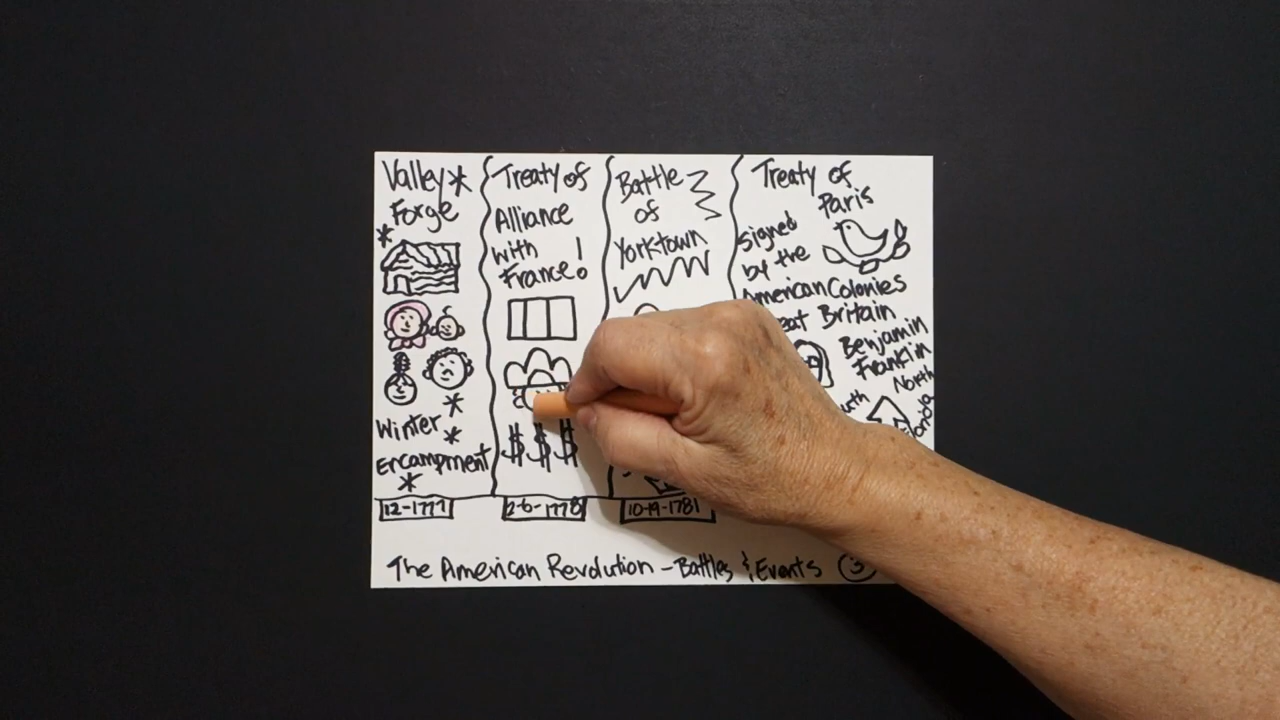 Valley
Forge
Winter
Encampment
12-1777
Treaty of
Alliance
with
France!
$$$
2-6-1778
Battle
of
Yorktown
10-19-1781
Treaty of
Paris
Signed
by the
American Colonies
Britain
Benjamin
Franklin
North
The American Revolution - Battles & Events 3